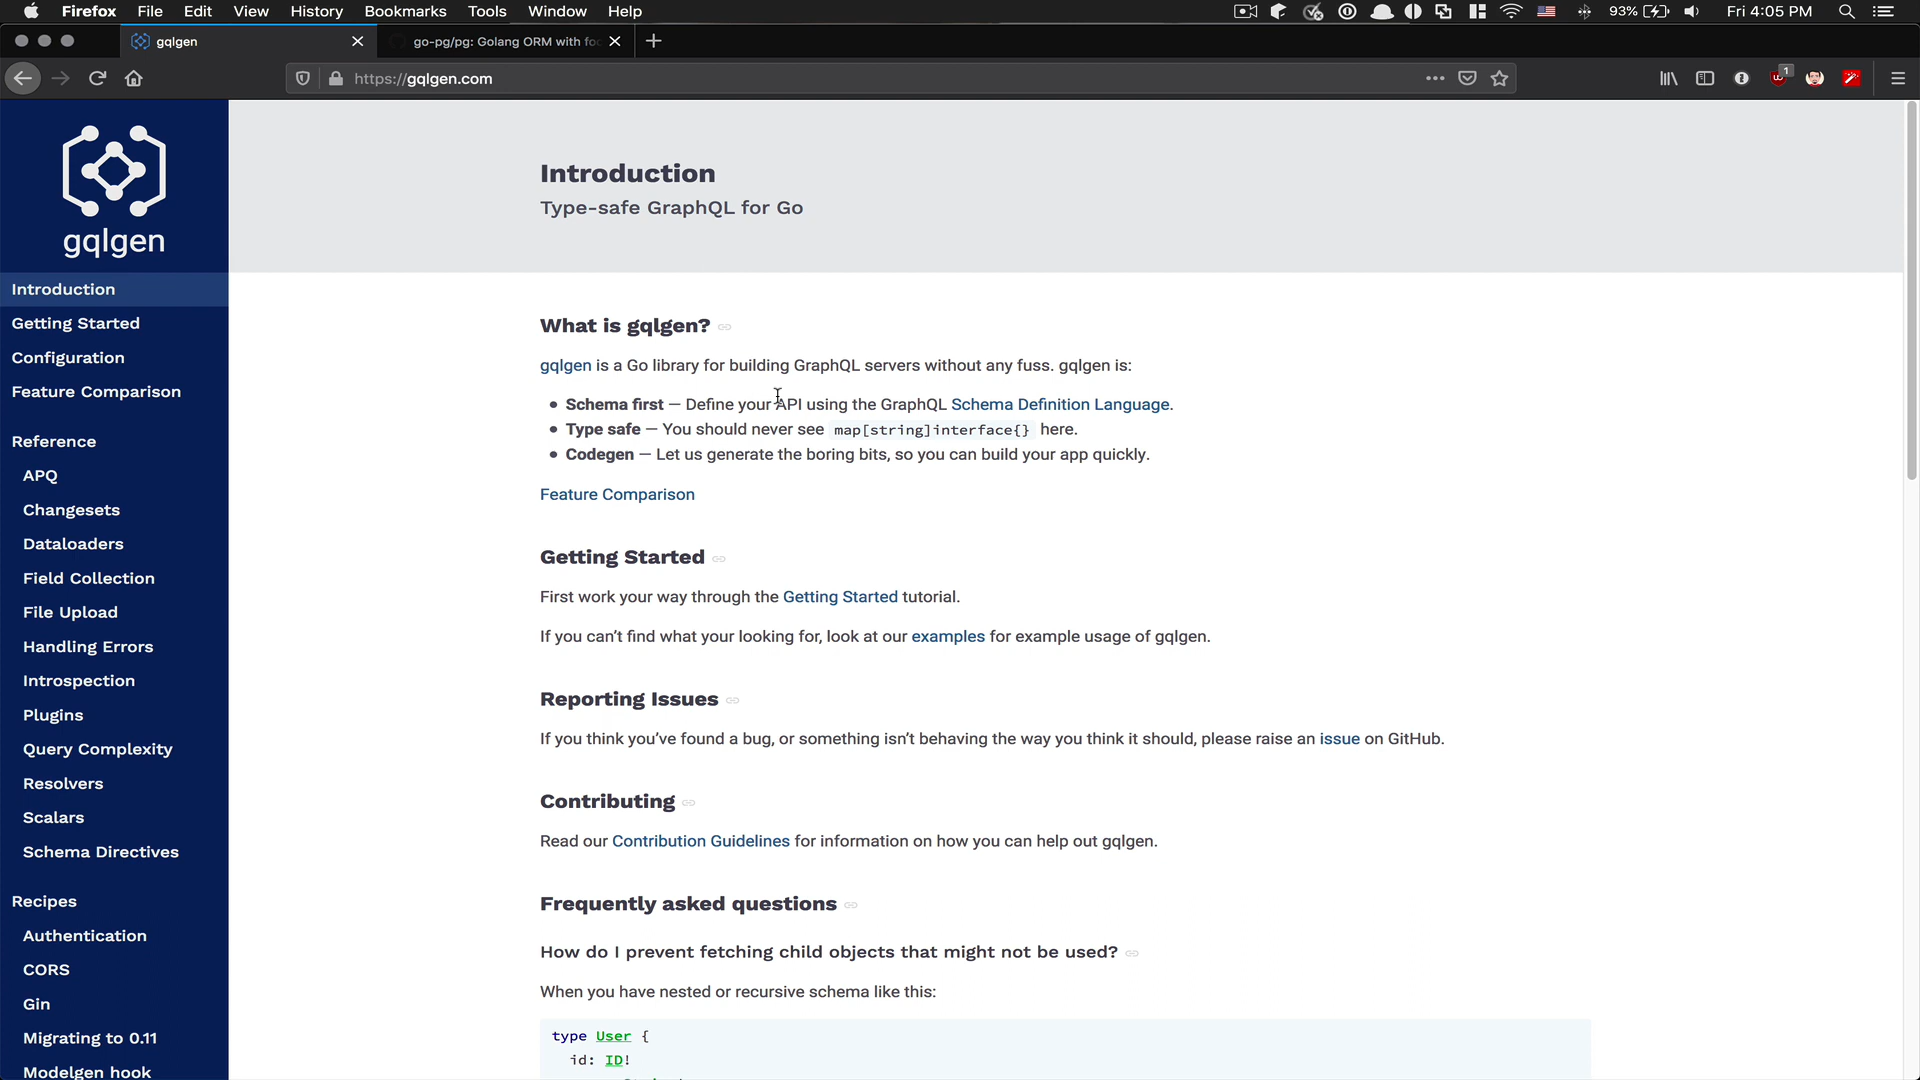 Firefox File Edit View History Bookmarks Tools Window Help 93% Fri 4:05 PM
gqlgen go-pg/pg: Golang ORM with foc
https://gqlgen.com 1
gqlgen
Introduction
Getting Started
Configuration
Feature Comparison
Reference
APQ
Changesets
Dataloaders
Field Collection
File Upload
Handling Errors
Introspection
Plugins
Query Complexity
Resolvers
Scalars
Schema Directives
Recipes
Authentication
CORS
Gin
Migrating to 0.11
Modelgen hook
Introduction
Type-safe GraphQL for Go
What is gqlgen?
gqlgen is a Go library for building GraphQL servers without any fuss. gqlgen is:
• Schema first — Define your API using the GraphQL Schema Definition Language.
• Type safe — You should never see map[string]interface{} here.
• Codegen — Let us generate the boring bits, so you can build your app quickly.
Feature Comparison
Getting Started
First work your way through the Getting Started tutorial.
If you can’t find what your looking for, look at our examples for example usage of gqlgen.
Reporting Issues
If you think you’ve found a bug, or something isn’t behaving the way you think it should, please raise an issue on GitHub.
Contributing
Read our Contribution Guidelines for information on how you can help out gqlgen.
Frequently asked questions
How do I prevent fetching child objects that might not be used?
When you have nested or recursive schema like this:
type User {
id: ID!